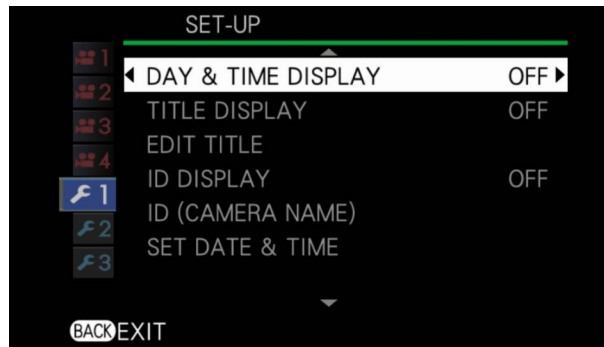 SET-UP
1
DAY & TIME DISPLAY OFF
2
TITLE DISPLAY OFF
3
EDIT TITLE
4
ID DISPLAY OFF
1
ID (CAMERA NAME)
2
SET DATE & TIME
3
BACK EXIT